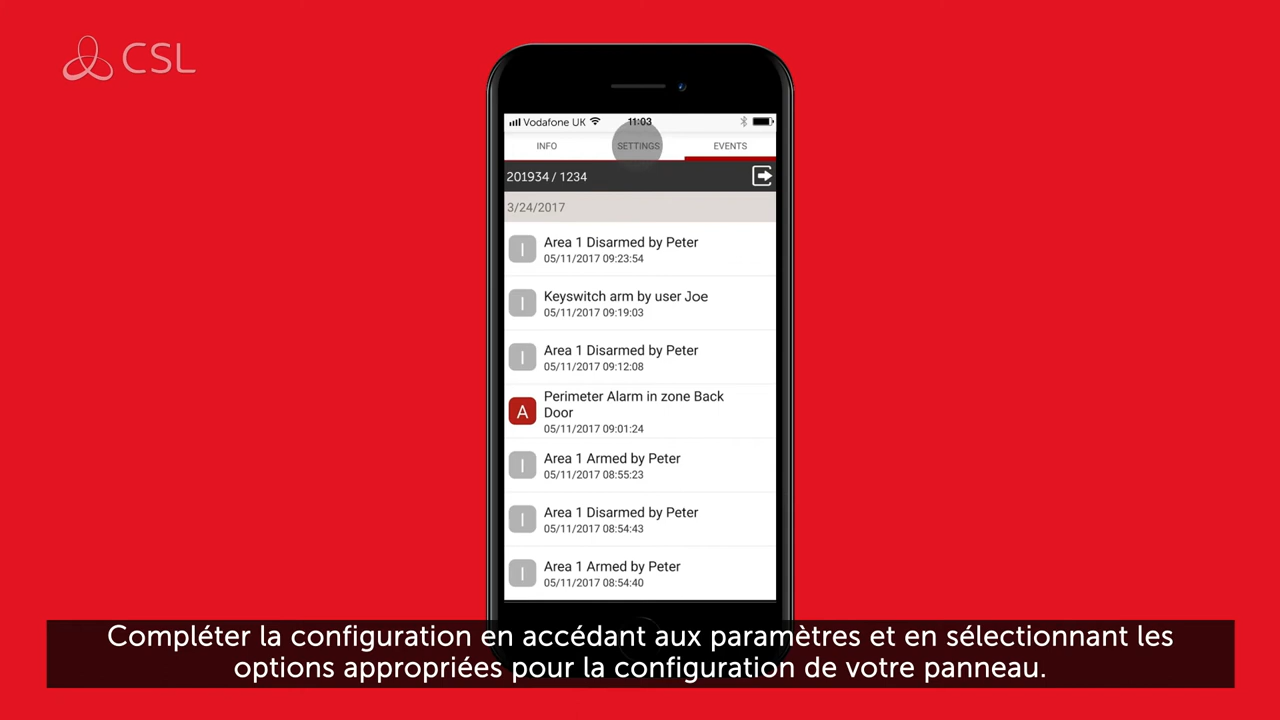 CSL
Vodafone UK
11:03
INFO
SETTINGS
EVENTS
201934 / 1234
3/24/2017
I
Area 1 Disarmed by Peter
05/11/2017 09:23:54
I
Keyswitch arm by user Joe
05/11/2017 09:19:03
I
Area 1 Disarmed by Peter
05/11/2017 09:12:08
A
Perimeter Alarm in zone Back
Door
05/11/2017 09:01:24
I
Area 1 Armed by Peter
05/11/2017 08:55:23
I
Area 1 Disarmed by Peter
05/11/2017 08:54:43
I
Area 1 Armed by Peter
05/11/2017 08:54:40
Compléter la configuration en accédant aux paramètres et en sélectionnant les
options appropriées pour la configuration de votre panneau.